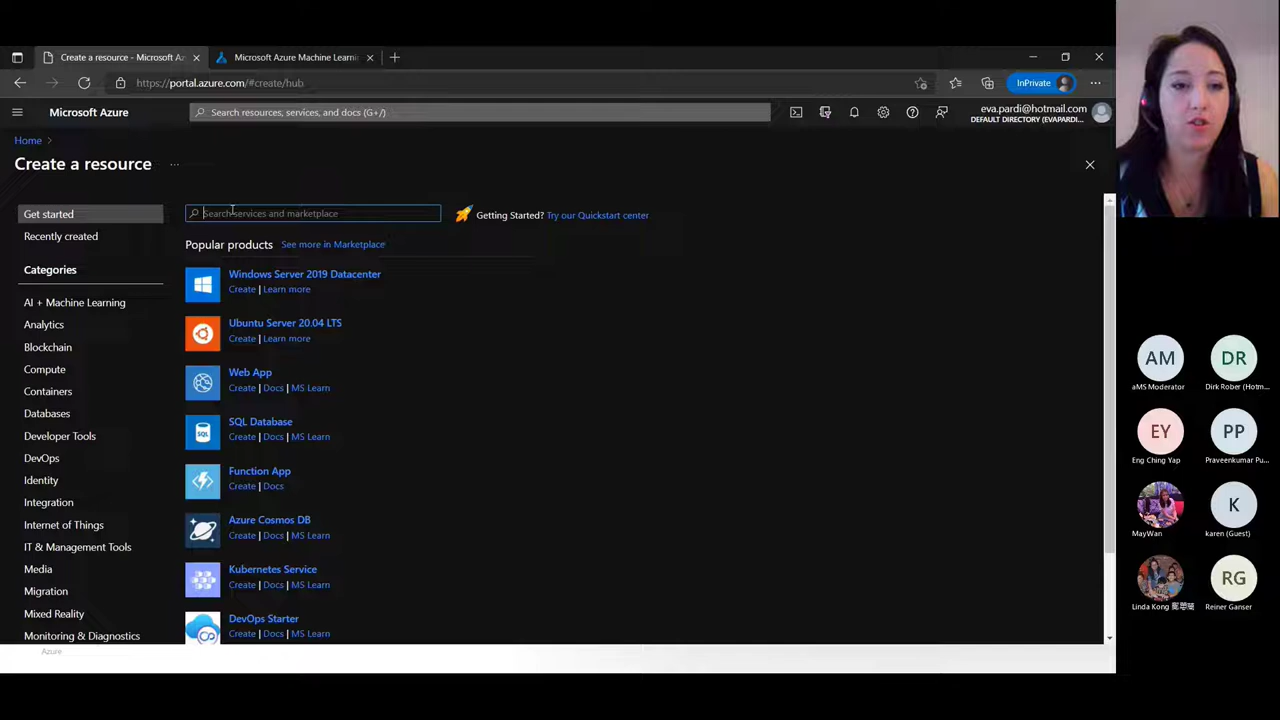 Create a resource - Microsoft Az
Microsoft Azure Machine Learnin
https://portal.azure.com/#create/hub
InPrivate
Microsoft Azure
Search resources, services, and docs (G+/)
eva.pardi@hotmail.com
DEFAULT DIRECTORY (EVAPARDI...
Home
Create a resource
...
Get started
Search services and marketplace
Getting Started? Try our Quickstart center
Recently created
Popular products See more in Marketplace
Categories
Windows Server 2019 Datacenter
Create | Learn more
AI + Machine Learning
Analytics
Ubuntu Server 20.04 LTS
Create | Learn more
Blockchain
Compute
Web App
Create | Docs | MS Learn
Containers
Databases
SQL
SQL Database
Create | Docs | MS Learn
Developer Tools
DevOps
Function App
Create | Docs
Identity
Integration
Azure Cosmos DB
Create | Docs | MS Learn
Internet of Things
IT & Management Tools
Media
Kubernetes Service
Create | Docs | MS Learn
Migration
Mixed Reality
DevOps Starter
Create | Docs | MS Learn
Monitoring & Diagnostics
Azure
AM
aMS Moderator
DR
Dirk Rober (Hotm...
EY
Eng Ching Yap
PP
Praveenkumar Pu...
MayWan
K
karen (Guest)
Linda Kong
RG
Reiner Ganser